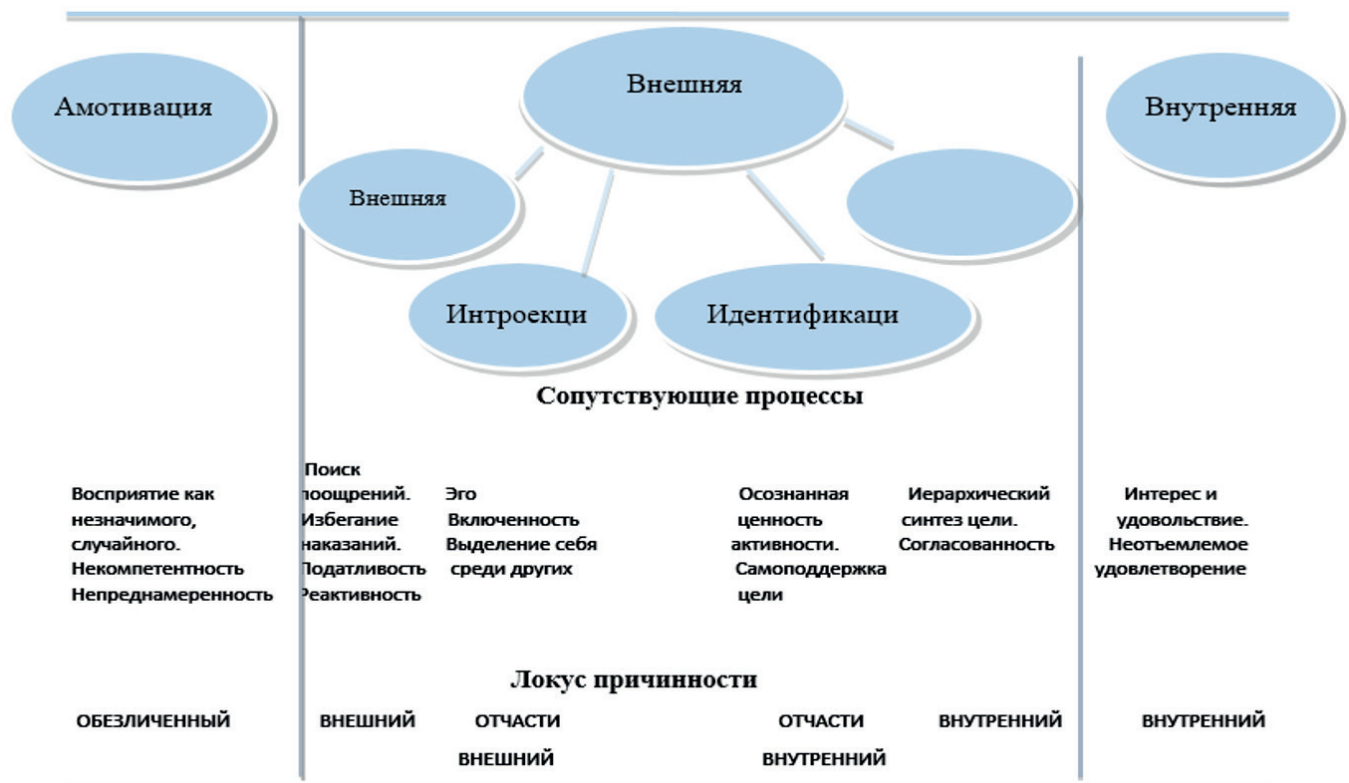 Амотивация
Внешняя
Внутренняя
Внешняя
Интроекци
Идентификаци
Сопутствующие процессы
Восприятие как
незначимого,
случайного.
Некомпетентность
Непреднамеренность
Поиск
поощрений.
Избегание
наказаний.
Податливость
Реактивность
Эго
Включенность
Выделение себя
среди других
Осознанная
ценность
активности.
Самоподдержка
цели
Иерархический
синтез цели.
Согласованность
Интерес и
удовольствие.
Неотъемлемое
удовлетворение
Локус причинности
ОБЕЗЛИЧЕННЫЙ
ВНЕШНИЙ
ОТЧАСТИ
ВНЕШНИЙ
ОТЧАСТИ
ВНУТРЕННИЙ
ВНУТРЕННИЙ
ВНУТРЕННИЙ